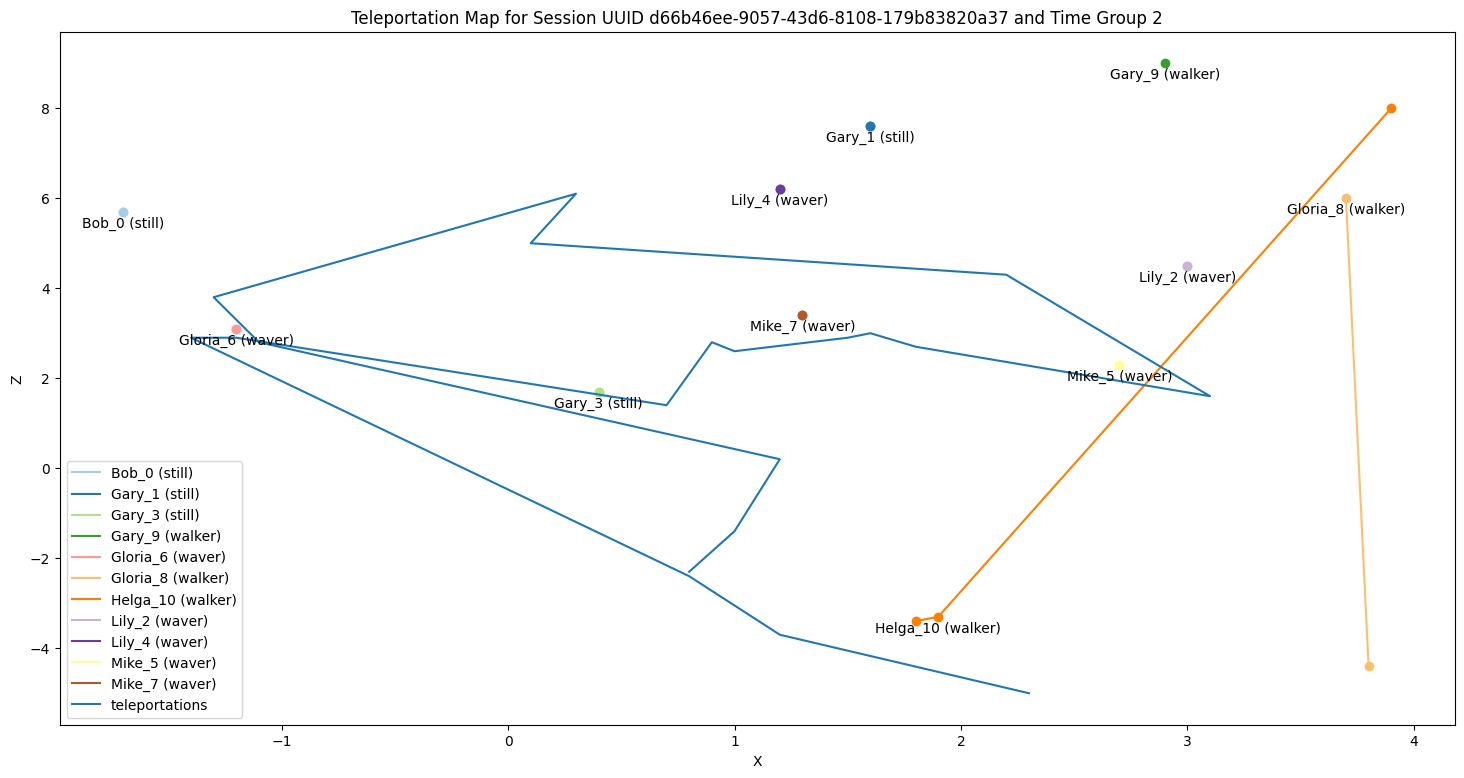 Teleportation Map for Session UUID d66b46ee-9057-43d6-8108-179b83820a37 and Time Group 2
Gary_9 (walker)
8
Gary_1 (still)
Lily_4 (waver)
6
Gloria_8 (walker)
Bob_0 (still)
Lily_2 (waver)
4
Mike_7 (waver)
Gloria_6 (waver)
Z
2
Mike_5 (waver)
Gary_3 (still)
0
Bob_0 (still)
Gary_1 (still)
−2
Gary_3 (still)
Gary_9 (walker)
Gloria_6 (waver)
Gloria_8 (walker)
Helga_10 (walker)
Helga_10 (walker)
Lily_2 (waver)
−4
Lily_4 (waver)
Mike_5 (waver)
Mike_7 (waver)
teleportations
−1 0 1 2 3 4
X